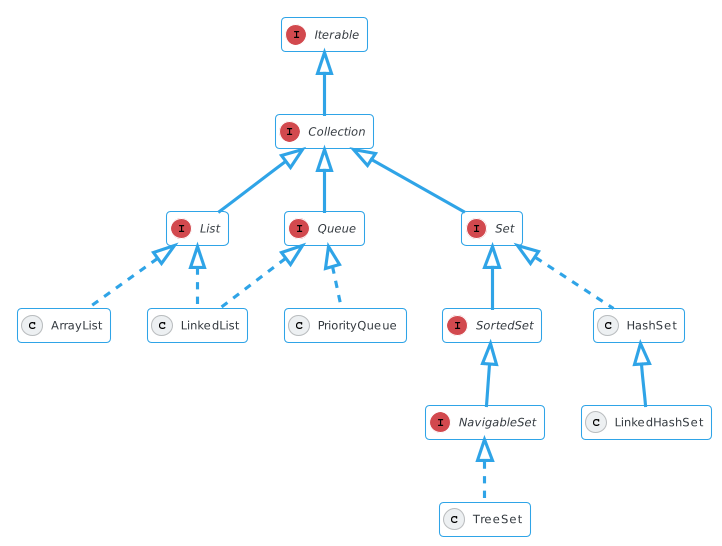 I Iterable
I Collection
I List
I Queue
I Set
C ArrayList
C LinkedList
C PriorityQueue
I SortedSet
C HashSet
I NavigableSet
C LinkedHashSet
C TreeSet